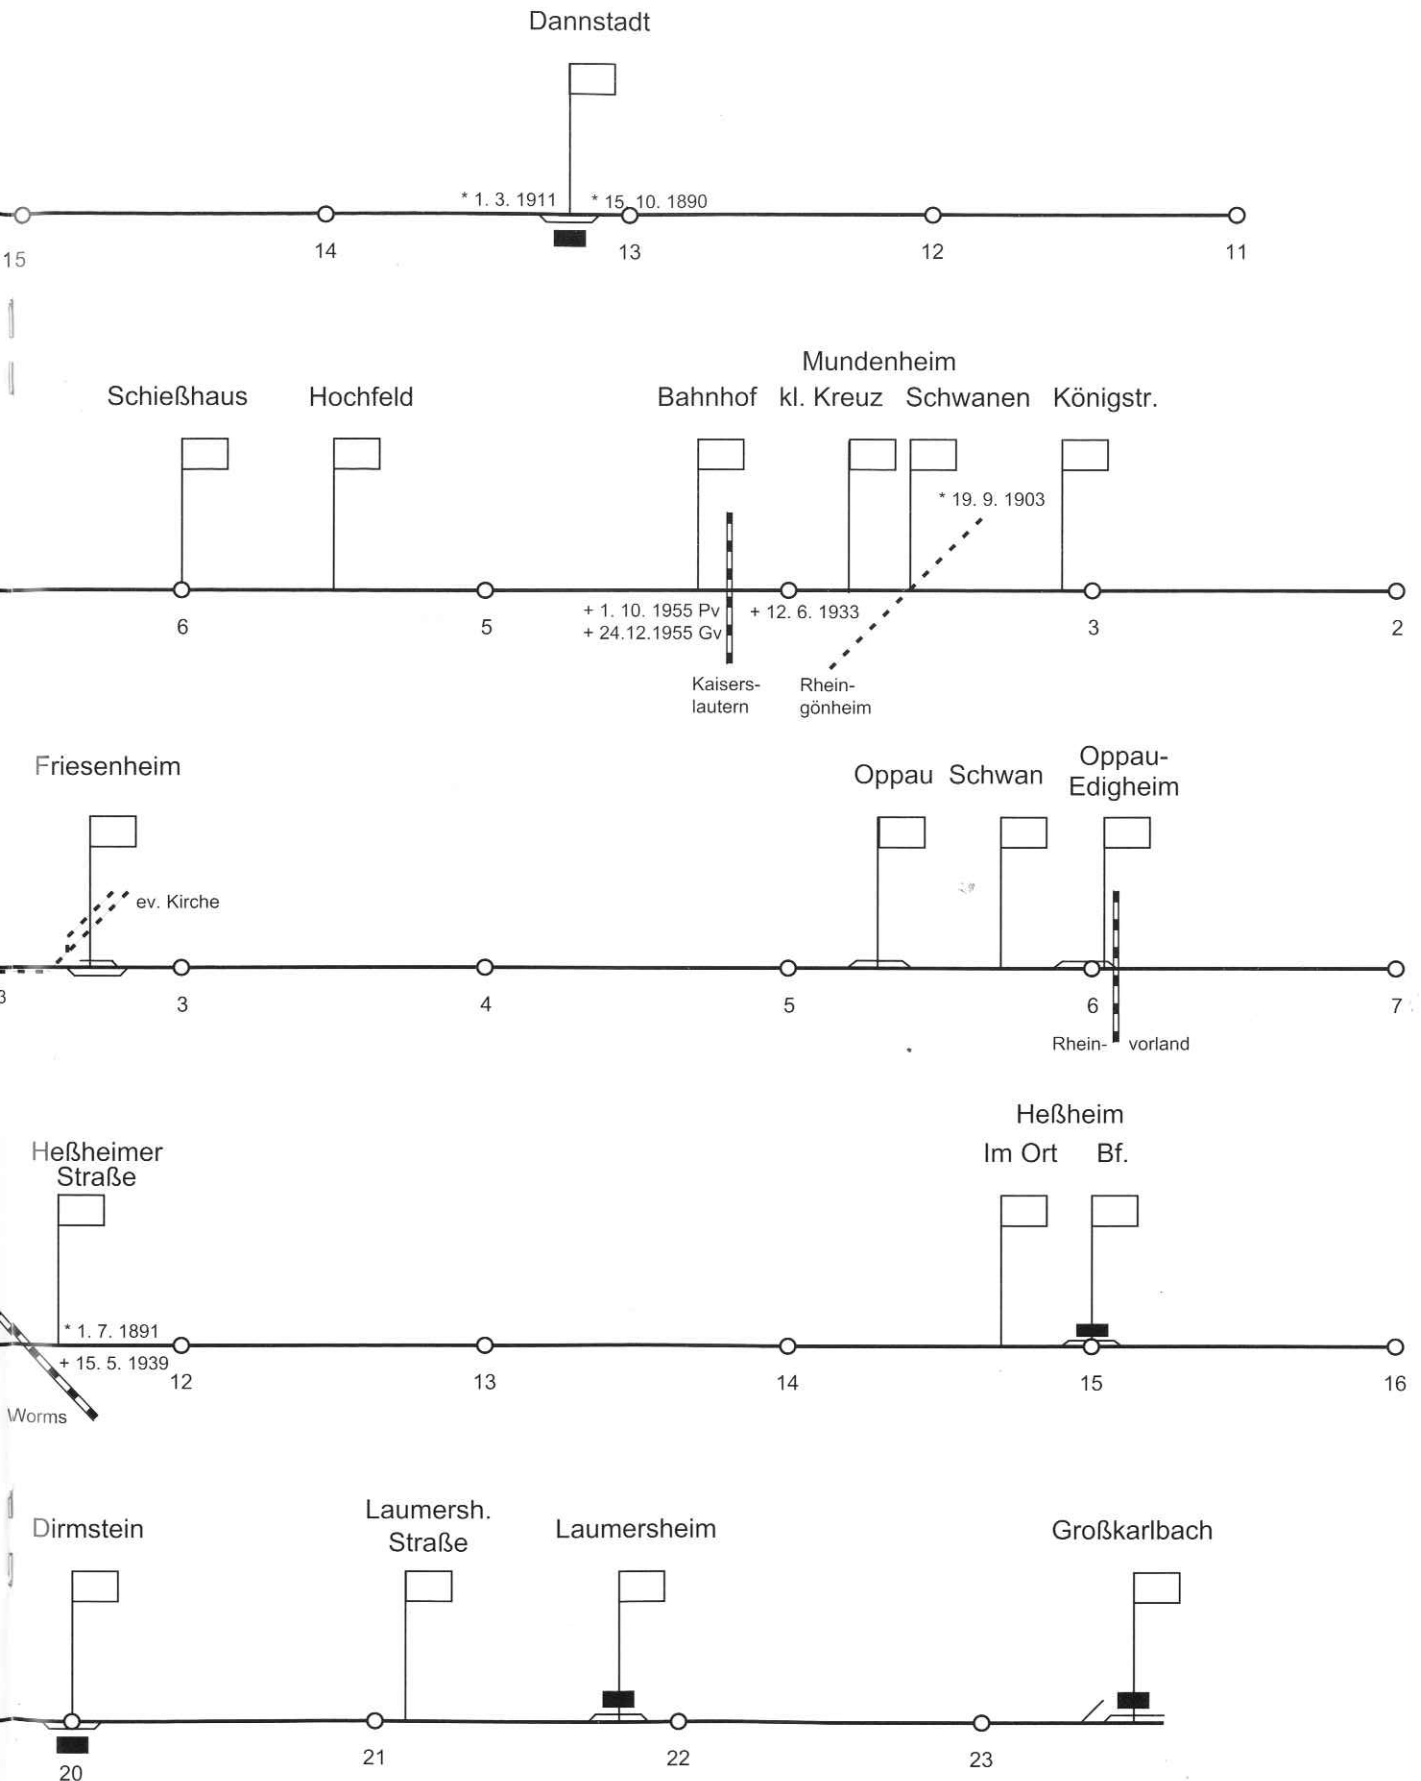 Dannstadt
* 1. 3. 1911 * 15. 10. 1890
15 14 13 12 11
Mundenheim
Schießhaus Hochfeld Bahnhof kl. Kreuz Schwanen Königstr.
* 19. 9. 1903
+ 1. 10. 1955 Pv + 12. 6. 1933
+ 24.12.1955 Gv
6 5 3 2
Kaisers- Rhein-
lautern gönheim
Friesenheim Oppau Schwan Oppau-
Edigheim
ev. Kirche
3 3 4 5 6 7
Rhein- vorland
Heßheim
Heßheimer Im Ort Bf.
Straße
* 1. 7. 1891
+ 15. 5. 1939
12 13 14 15 16
Worms
Dirmstein Laumersh. Laumersheim Großkarlbach
Straße
20 21 22 23